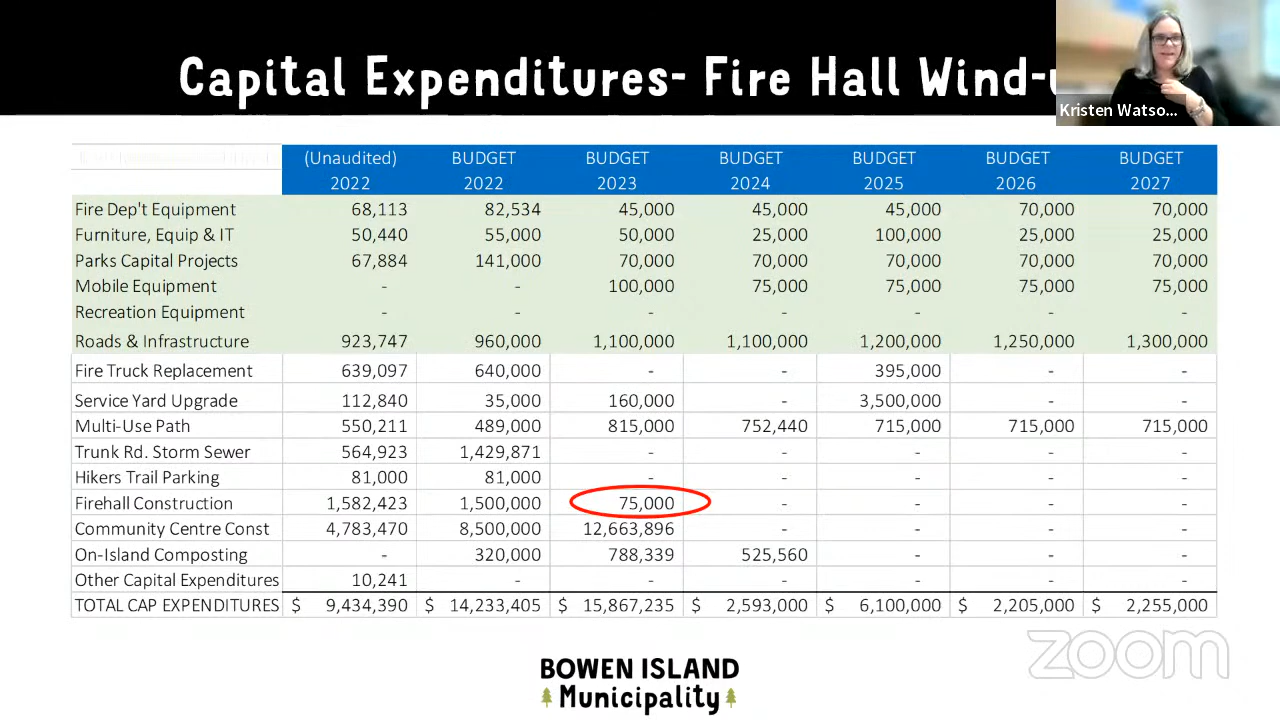 Capital Expenditures- Fire Hall Wind-
Kristen Watso...
(Unaudited) BUDGET BUDGET BUDGET BUDGET BUDGET BUDGET
2022 2022 2023 2024 2025 2026 2027
Fire Dep't Equipment 68,113 82,534 45,000 45,000 45,000 70,000 70,000
Furniture, Equip & IT 50,440 55,000 50,000 25,000 100,000 25,000 25,000
Parks Capital Projects 67,884 141,000 70,000 70,000 70,000 70,000 70,000
Mobile Equipment - - 100,000 75,000 75,000 75,000 75,000
Recreation Equipment - - - - - - -
Roads & Infrastructure 923,747 960,000 1,100,000 1,100,000 1,200,000 1,250,000 1,300,000
Fire Truck Replacement 639,097 640,000 - - 395,000 - -
Service Yard Upgrade 112,840 35,000 160,000 - 3,500,000 - -
Multi-Use Path 550,211 489,000 815,000 752,440 715,000 715,000 715,000
Trunk Rd. Storm Sewer 564,923 1,429,871 - - - - -
Hikers Trail Parking 81,000 81,000 - - - - -
Firehall Construction 1,582,423 1,500,000 75,000 - - - -
Community Centre Const 4,783,470 8,500,000 12,663,896 - - - -
On-Island Composting - 320,000 788,339 525,560 - - -
Other Capital Expenditures 10,241 - - - - - -
TOTAL CAP EXPENDITURES $ 9,434,390 $ 14,233,405 $ 15,867,235 $ 2,593,000 $ 6,100,000 $ 2,205,000 $ 2,255,000
zoom
BOWEN ISLAND
Municipality